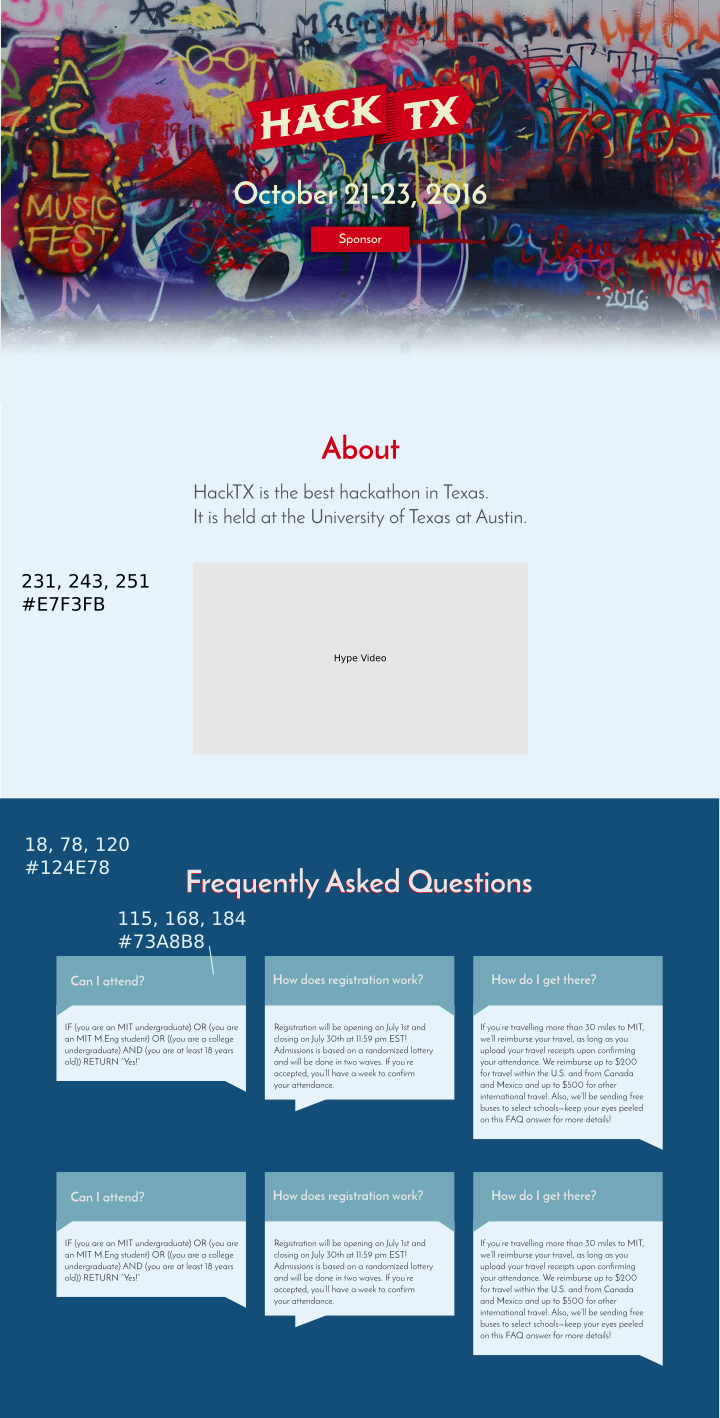 MACHINA
ACL
MUSIC
FEST
HACK TX
TX
78705
October 21-23, 2016
Sponsor
i love hackTX
so much
2016
About
HackTX is the best hackathon in Texas.
It is held at the University of Texas at Austin.
231, 243, 251
#E7F3FB
Hype Video
18, 78, 120
#124E78
Frequently Asked Questions
115, 168, 184
#73A8B8
Can I attend?
IF (you are an MIT undergraduate) OR (you are
an MIT M.Eng student) OR ((you are a college
undergraduate) AND (you are at least 18 years
old)) RETURN "Yes!"
How does registration work?
Registration will be opening on July 1st and
closing on July 30th at 11:59 pm EST!
Admissions is based on a randomized lottery
and will be done in two waves. If you're
accepted, you'll have a week to confirm
your attendance.
How do I get there?
If you're travelling more than 30 miles to MIT,
we'll reimburse your travel, as long as you
upload your travel receipts upon confirming
your attendance. We reimburse up to $200
for travel within the U.S. and from Canada
and Mexico and up to $500 for other
international travel. Also, we'll be sending free
buses to select schools—keep your eyes peeled
on this FAQ answer for more details!
Can I attend?
IF (you are an MIT undergraduate) OR (you are
an MIT M.Eng student) OR ((you are a college
undergraduate) AND (you are at least 18 years
old)) RETURN "Yes!"
How does registration work?
Registration will be opening on July 1st and
closing on July 30th at 11:59 pm EST!
Admissions is based on a randomized lottery
and will be done in two waves. If you're
accepted, you'll have a week to confirm
your attendance.
How do I get there?
If you're travelling more than 30 miles to MIT,
we'll reimburse your travel, as long as you
upload your travel receipts upon confirming
your attendance. We reimburse up to $200
for travel within the U.S. and from Canada
and Mexico and up to $500 for other
international travel. Also, we'll be sending free
buses to select schools—keep your eyes peeled
on this FAQ answer for more details!